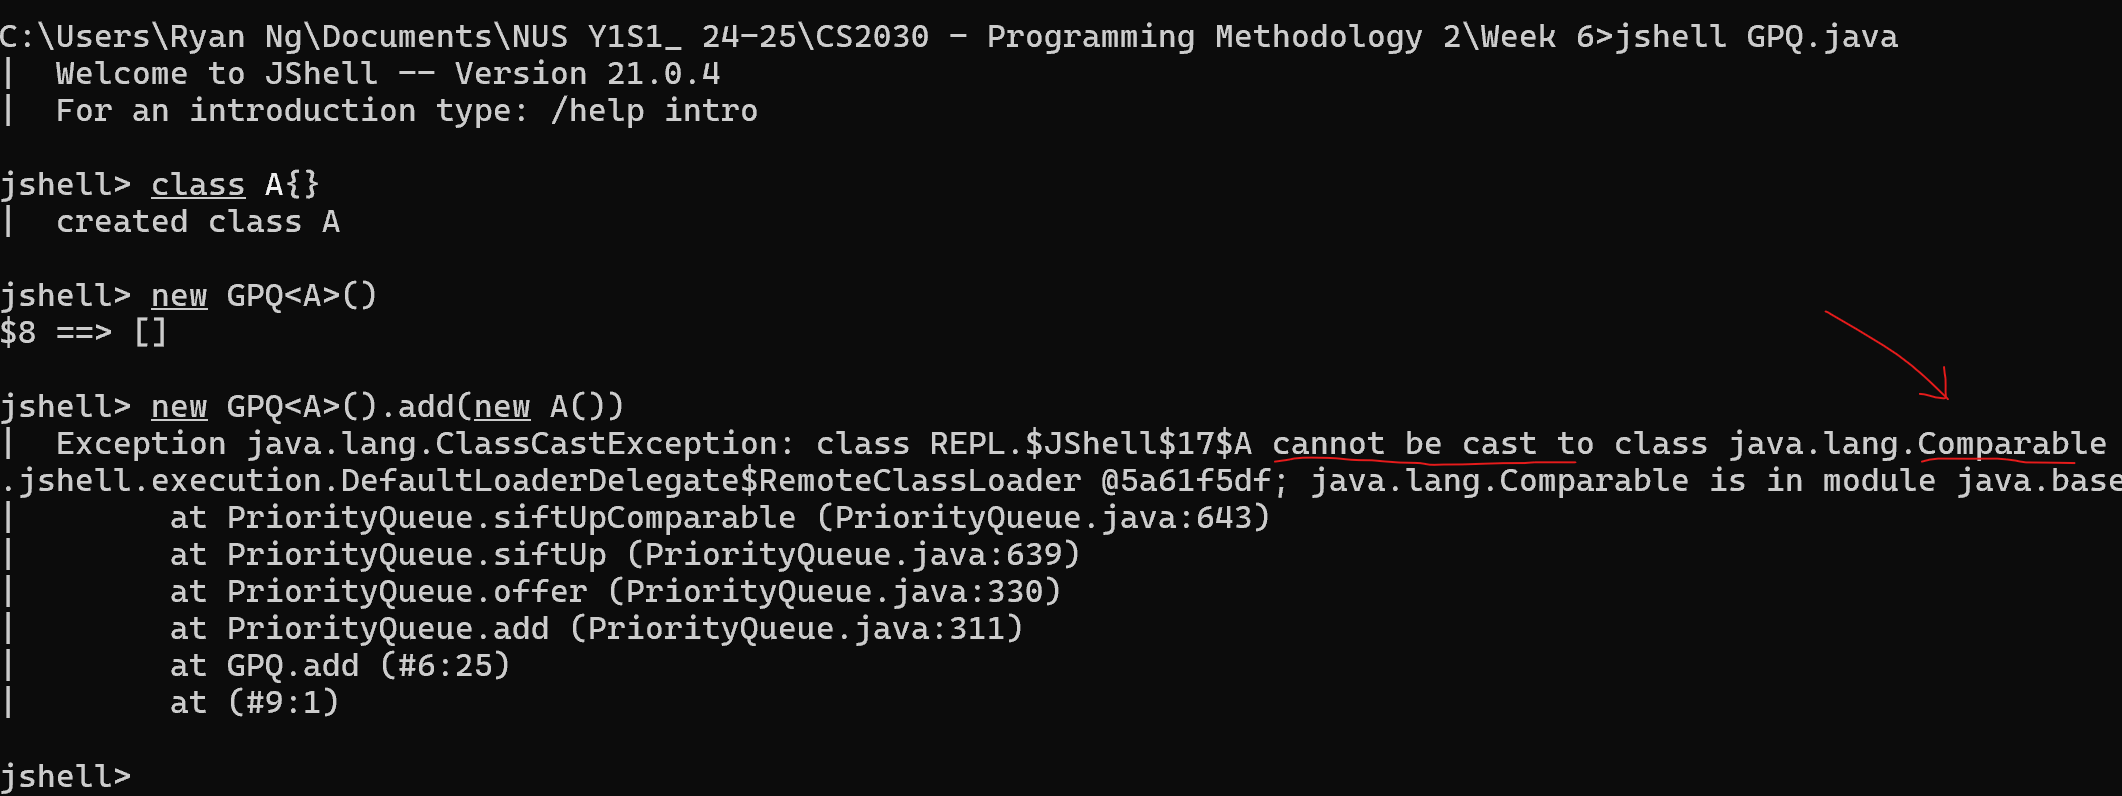 C:\Users\Ryan Ng\Documents\NUS Y1S1_ 24-25\CS2030 - Programming Methodology 2\Week 6>jshell GPQ.java
|  Welcome to JShell -- Version 21.0.4
|  For an introduction type: /help intro
jshell> class A{}
|  created class A
jshell> new GPQ<A>()
$8 ==> []
jshell> new GPQ<A>().add(new A())
|  Exception java.lang.ClassCastException: class REPL.$JShell$17$A cannot be cast to class java.lang.Comparable
.jshell.execution.DefaultLoaderDelegate$RemoteClassLoader @5a61f5df; java.lang.Comparable is in module java.base
|        at PriorityQueue.siftUpComparable (PriorityQueue.java:643)
|        at PriorityQueue.siftUp (PriorityQueue.java:639)
|        at PriorityQueue.offer (PriorityQueue.java:330)
|        at PriorityQueue.add (PriorityQueue.java:311)
|        at GPQ.add (#6:25)
|        at (#9:1)
jshell>